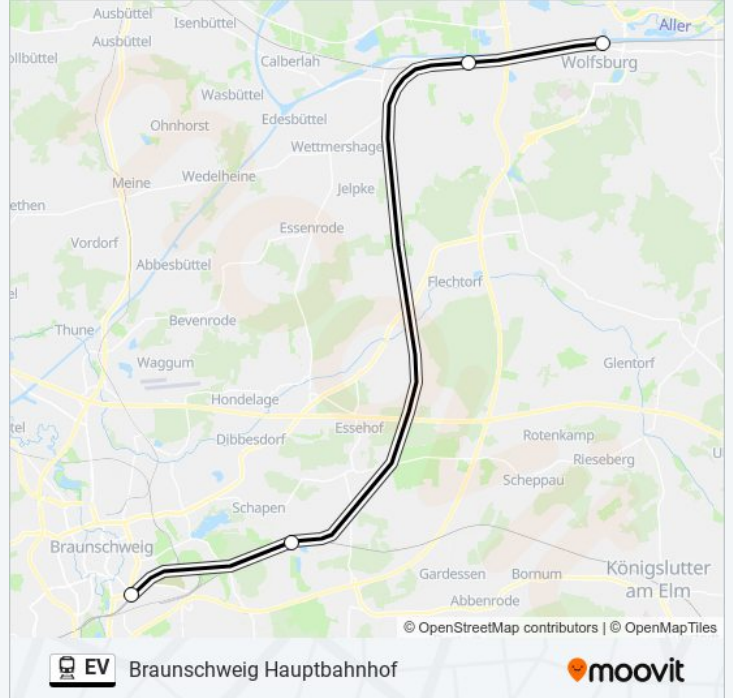 Ausbüttel
Isenbüttel
Ausbüttel
Aller
ollbüttel
Calberlah
Wolfsburg
Wasbüttel
Edesbüttel
Ohnhorst
Wettmershage
Meine
Wedelheine
Jelpke
ethen
Essenrode
Vordorf
Abbesbüttel
el
Flechtorf
Bevenrode
Thune
Waggum
Glentorf
Hondelage
tel
Essehof
Dibbesdorf
Rotenkamp
U
Rieseberg
Scheppau
Schapen
Braunschweig
Gardessen
Bornum
Königslutter
am Elm
Abbenrode
© OpenStreetMap contributors | © OpenMapTiles
EV Braunschweig Hauptbahnhof moovit